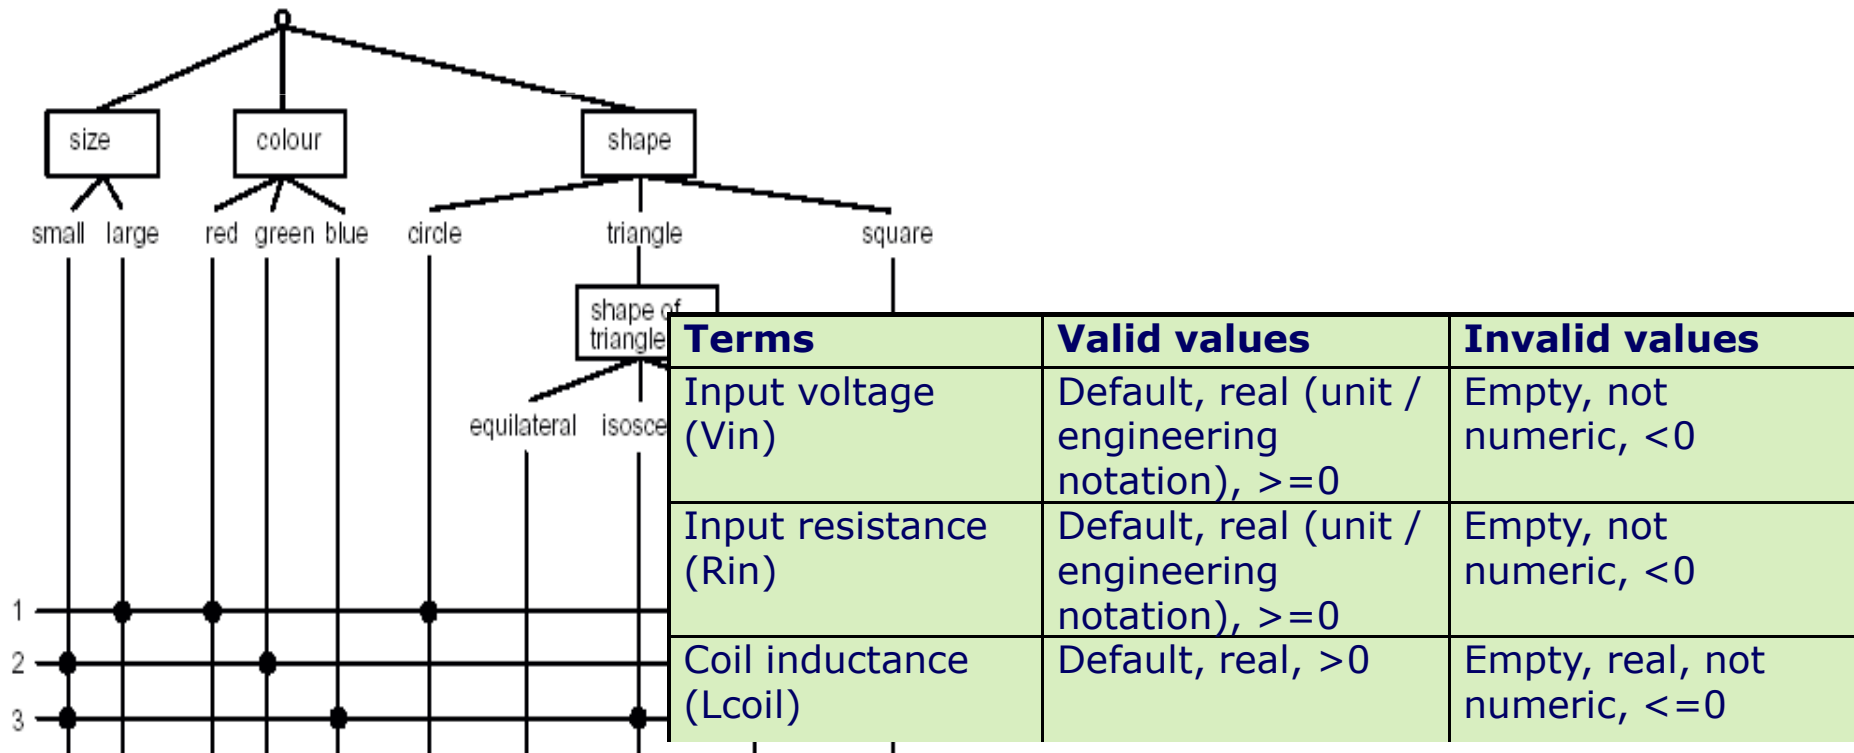 0
size
colour
shape
small large
red green blue
circle
triangle
square
shape of
triangle
equilateral
1
2
3
Terms
Valid values
Invalid values
Input voltage
(Vin)
Default, real (unit /
engineering
notation), >=0
Empty, not
numeric, <0
Input resistance
(Rin)
Default, real (unit /
engineering
notation), >=0
Empty, not
numeric, <0
Coil inductance
(Lcoil)
Default, real, >0
Empty, real, not
numeric, <=0